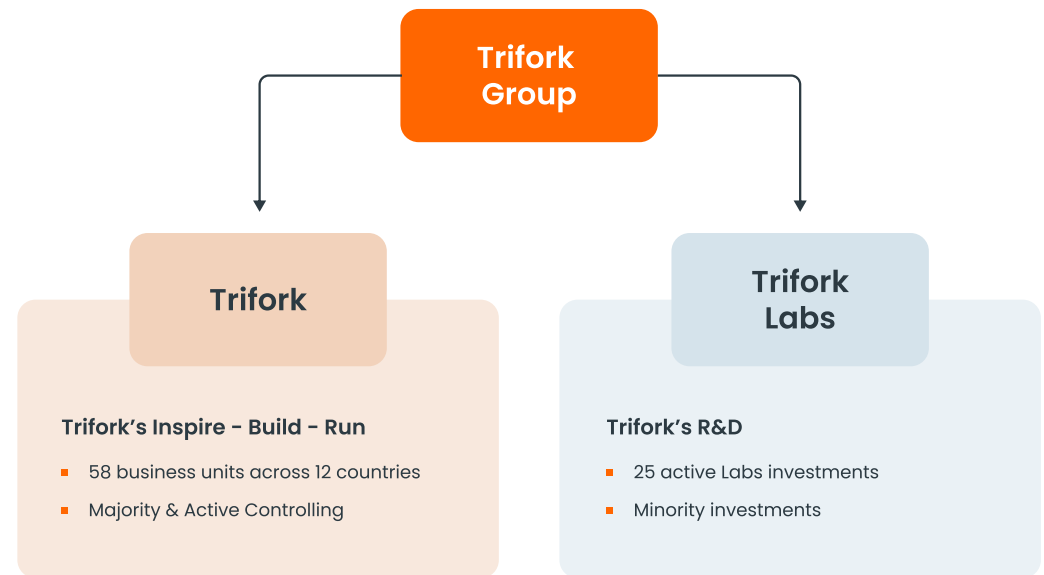 Trifork
Group
Trifork
Trifork
Labs
Trifork’s Inspire - Build - Run
58 business units across 12 countries
Majority & Active Controlling
Trifork’s R&D
25 active Labs investments
Minority investments